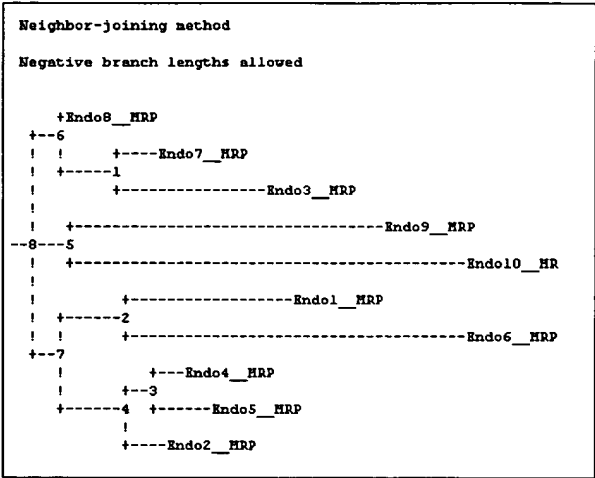 Neighbor-joining method
Negative branch lengths allowed
+Endo8__MRP
+--6
! ! +----Endo7__MRP
! +------1
! +----------------Endo3__MRP
!
! +---------------------------------Endo9__MRP
--8---5
! +------------------------------------------Endo10__MR
!
! +-----------------Endo1__MRP
! +------2
! ! +------------------------------------Endo6__MRP
+--7
! +---Endo4__MRP
! +--3
+------4 +------Endo5__MRP
!
+----Endo2__MRP